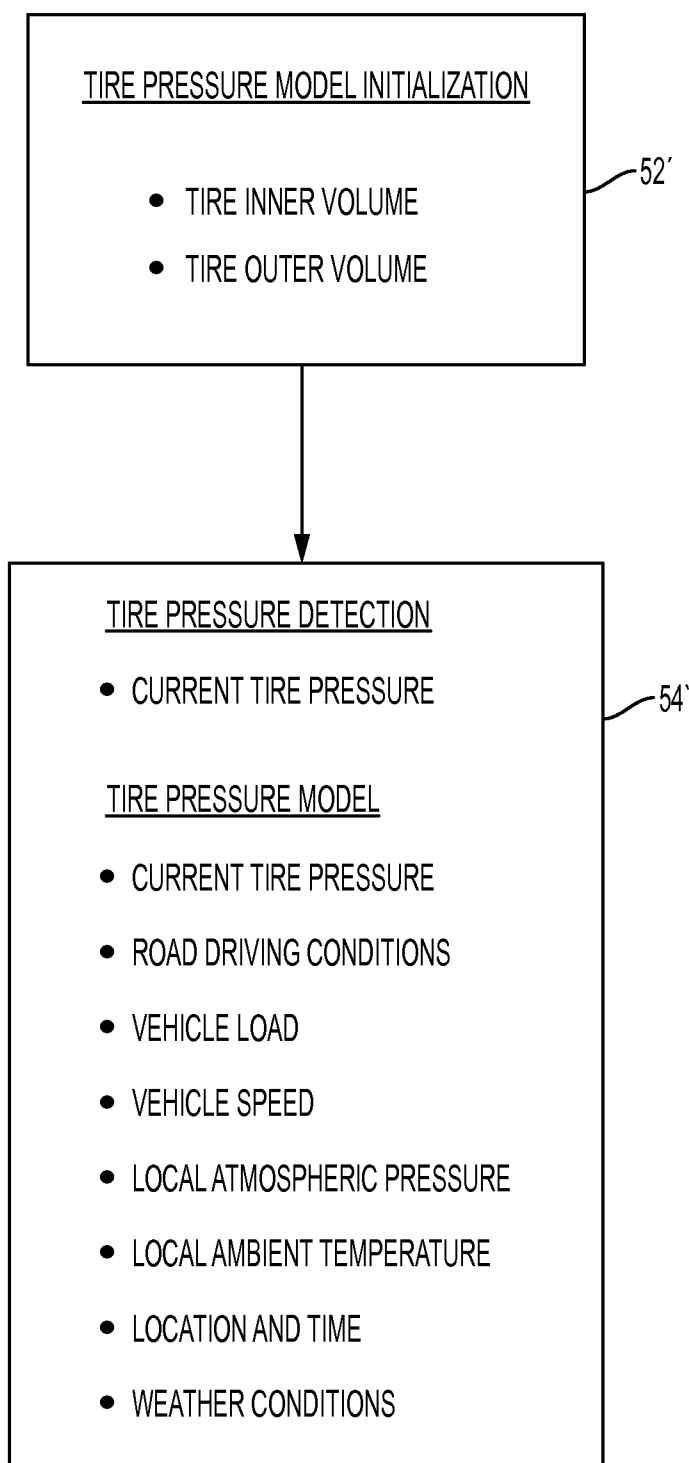 TIRE PRESSURE MODEL INITIALIZATION
• TIRE INNER VOLUME
• TIRE OUTER VOLUME
52′
TIRE PRESSURE DETECTION
• CURRENT TIRE PRESSURE
54‵
TIRE PRESSURE MODEL
• CURRENT TIRE PRESSURE
• ROAD DRIVING CONDITIONS
• VEHICLE LOAD
• VEHICLE SPEED
• LOCAL ATMOSPHERIC PRESSURE
• LOCAL AMBIENT TEMPERATURE
• LOCATION AND TIME
• WEATHER CONDITIONS